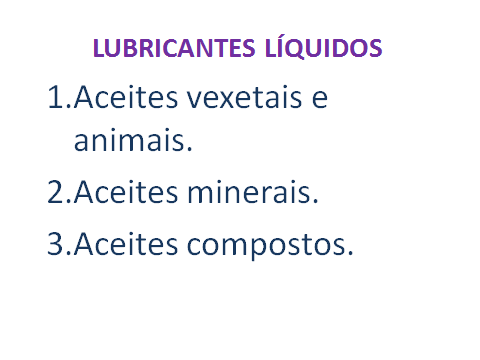 LUBRICANTES LÍQUIDOS
1.Aceites vexetais e
animais.
2.Aceites minerais.
3.Aceites compostos.